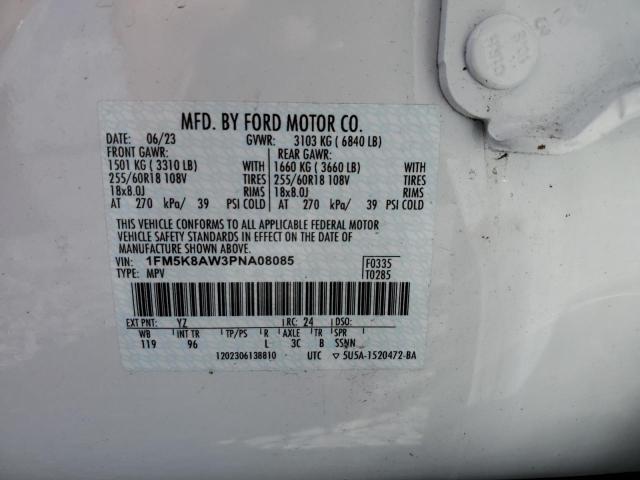 MFD. BY FORD MOTOR CO.
DATE: 06/23 GVWR: 3103 KG ( 6840 LB)
FRONT GAWR: REAR GAWR:
1501 KG ( 3310 LB) WITH 1660 KG ( 3660 LB) WITH
255/60R18 108V TIRES 255/60R18 108V TIRES
18x8.0J RIMS 18x8.0J RIMS
AT 270 kPa/ 39 PSI COLD AT 270 kPa/ 39 PSI COLD
THIS VEHICLE CONFORMS TO ALL APPLICABLE FEDERAL MOTOR
VEHICLE SAFETY STANDARDS IN EFFECT ON THE DATE OF
MANUFACTURE SHOWN ABOVE.
VIN: 1FM5K8AW3PNA08085 F0335
TYPE: MPV T0285
EXT PNT: YZ RC: 24 DSO:
WB INT TR TP/PS R AXLE TR SPR
119 96 L 3C B SSNN
1202306138810 UTC ▽ 5U5A-1520472-BA